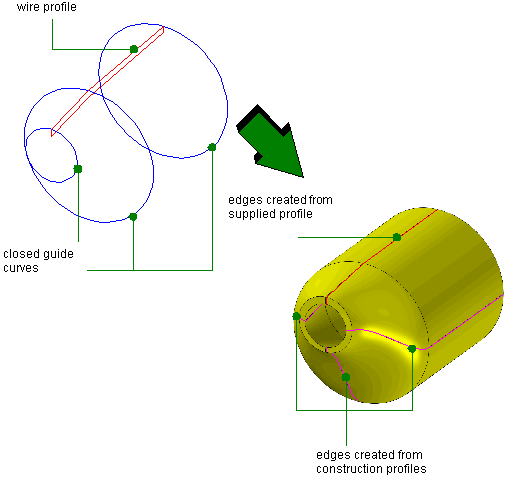 wire profile
edges created from
supplied profile
closed guide
curves
edges created from
construction profiles